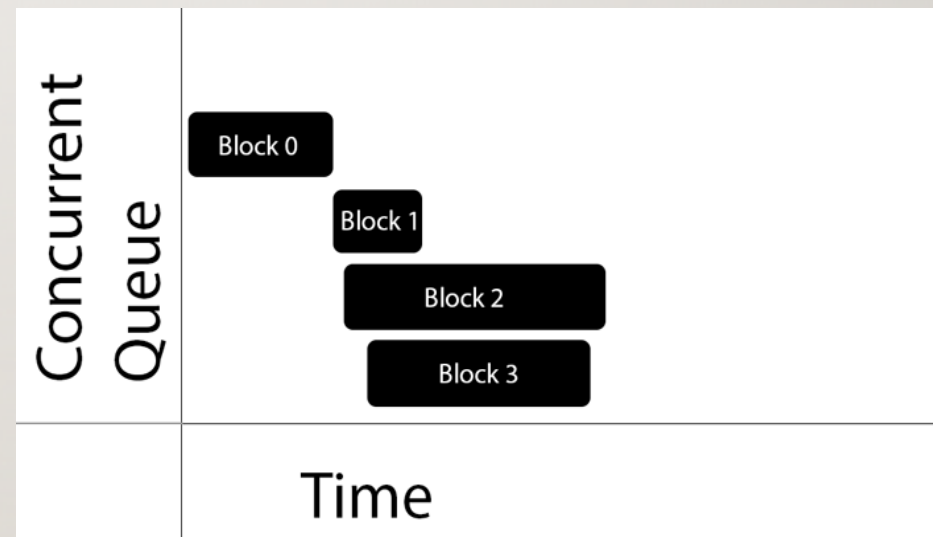 Concurrent
Queue
Block 0
Block 1
Block 2
Block 3
Time